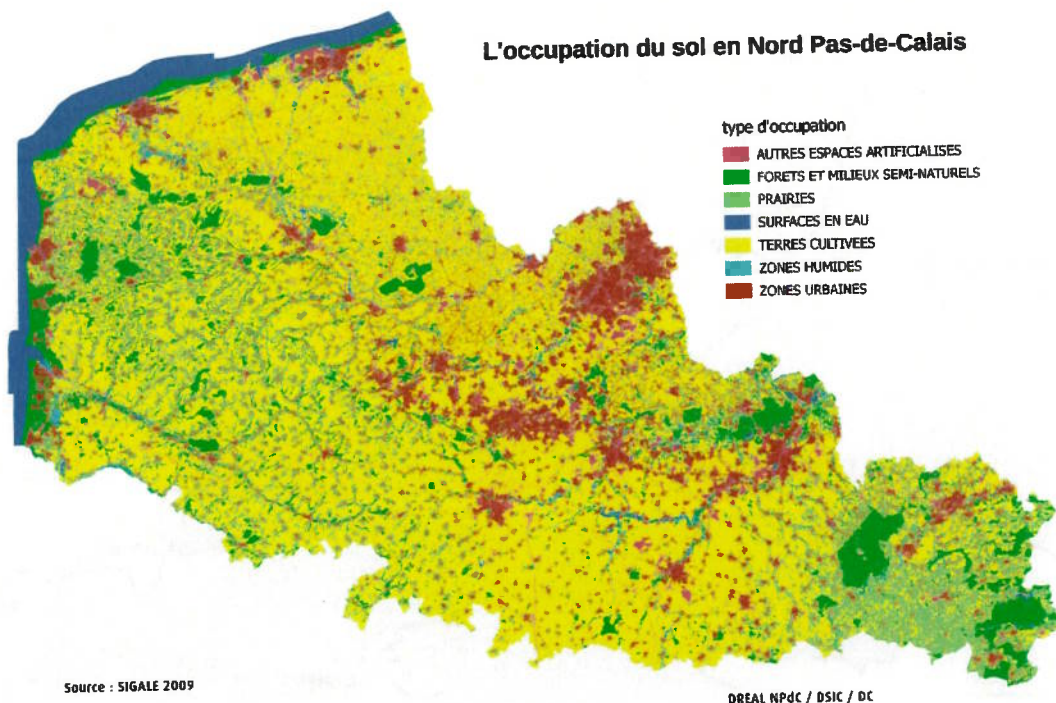 L'occupation du sol en Nord Pas-de-Calais
type d'occupation
AUTRES ESPACES ARTIFICIALISES
FORETS ET MILIEUX SEMI-NATURELS
PRAIRIES
SURFACES EN EAU
TERRES CULTIVEES
ZONES HUMIDES
ZONES URBAINES
Source : SIGALE 2009
DREAL NPdC / DSIC / DC